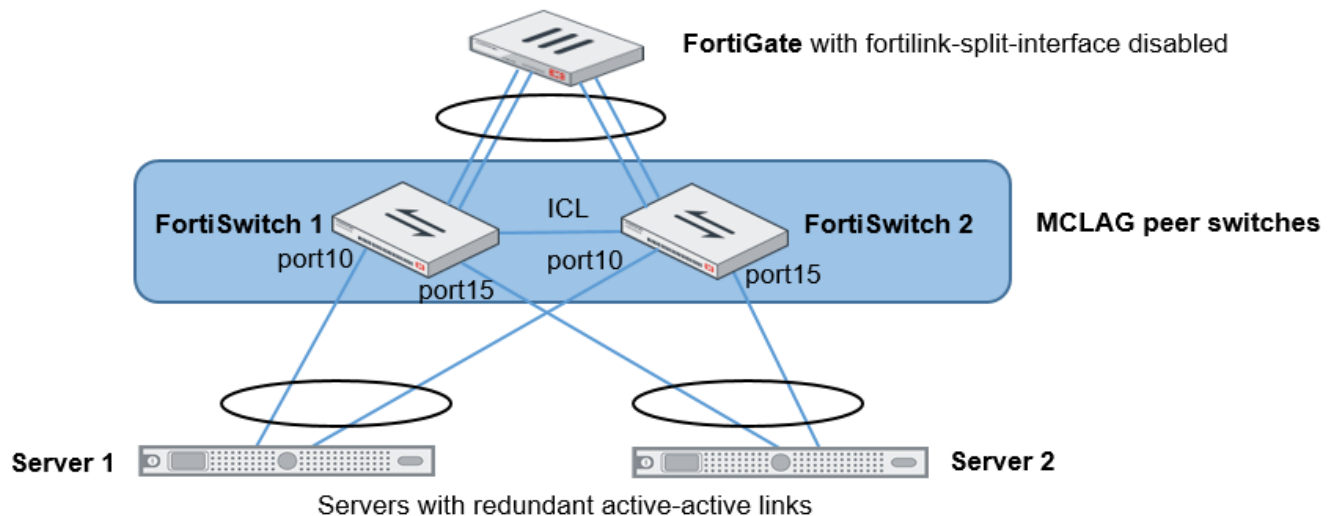 FortiGate with fortilink-split-interface disabled
FortiSwitch 1
ICL
FortiSwitch 2
MCLAG peer switches
port10
port15
port10
port15
Server 1
Server 2
Servers with redundant active-active links